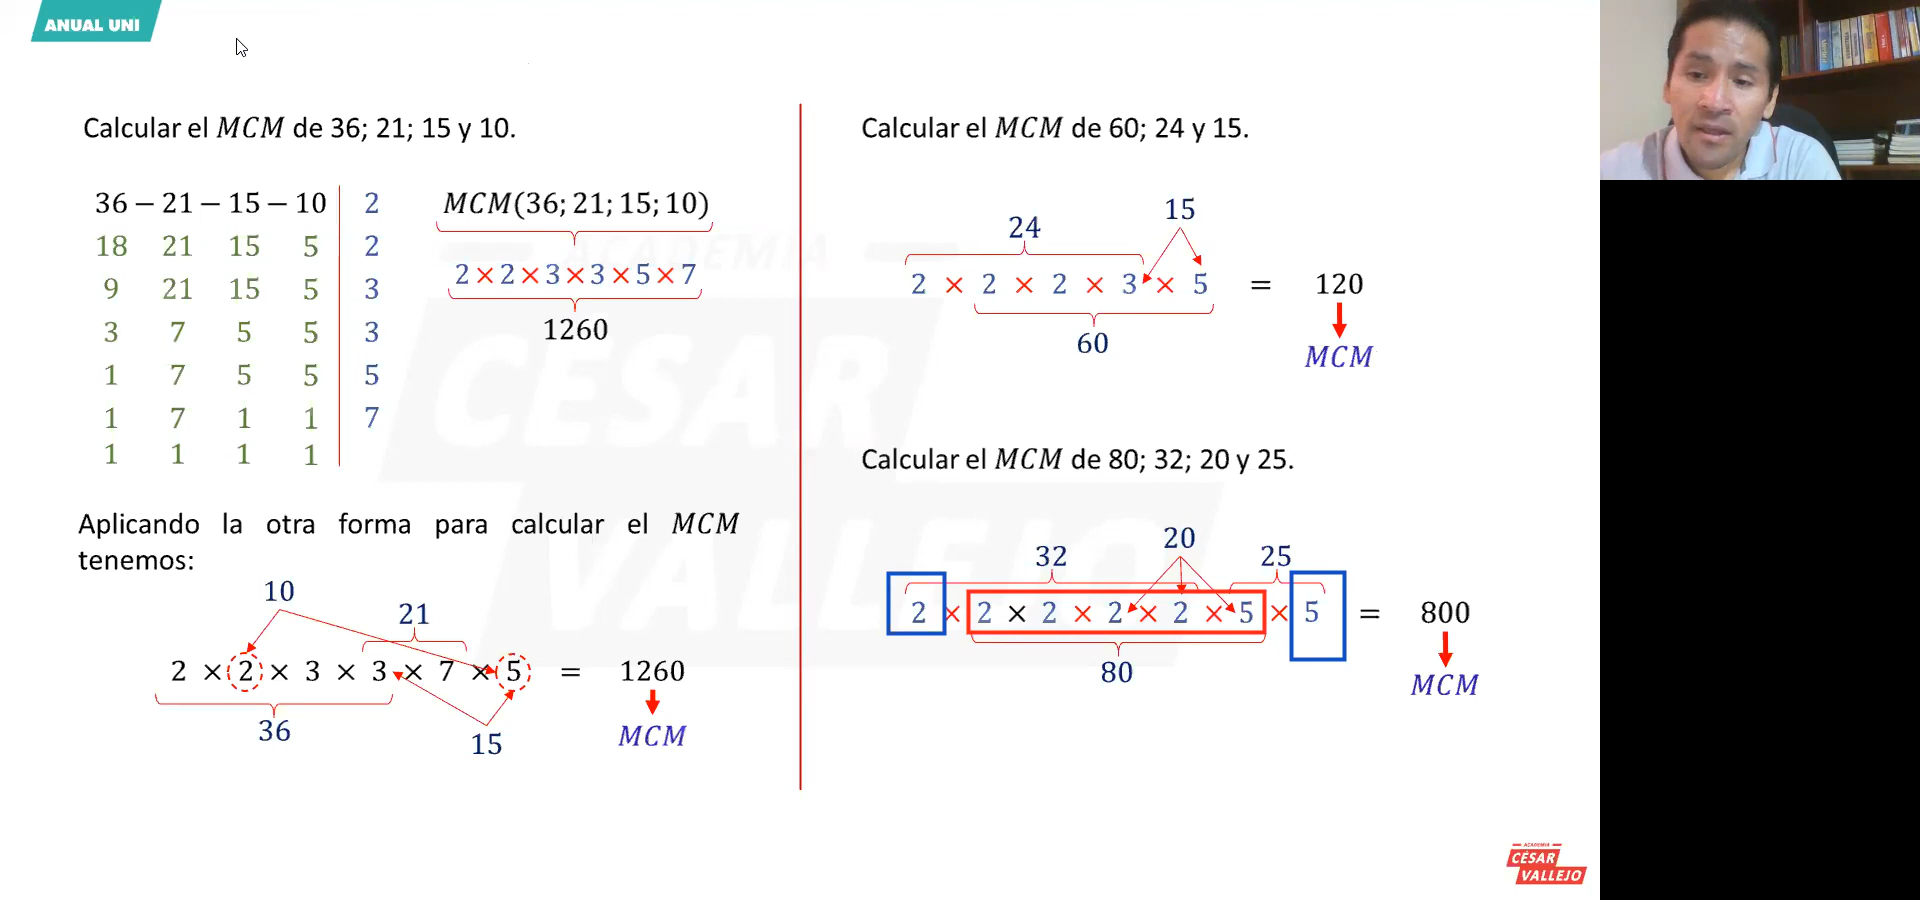 ANUAL UNI
Calcular el MCM de 36; 21; 15 y 10.
36 − 21 − 15 − 10 2
18 21 15 5 2
9 21 15 5 3
3 7 5 5 3
1 7 5 5 5
1 7 1 1 7
1 1 1 1
MCM(36; 21; 15; 10)
2 × 2 × 3 × 3 × 5 × 7
1260
Aplicando la otra forma para calcular el MCM
tenemos:
10
21
2 × 2 × 3 × 3 × 7 × 5 = 1260
36
15
MCM
Calcular el MCM de 60; 24 y 15.
15
24
2 × 2 × 2 × 3 × 5 = 120
60
MCM
Calcular el MCM de 80; 32; 20 y 25.
20
32
25
2 × 2 × 2 × 2 × 2 × 5 × 5 = 800
80
MCM
ACADEMIA
CÉSAR
VALLEJO
ACADEMIA
CÉSAR
VALLEJO